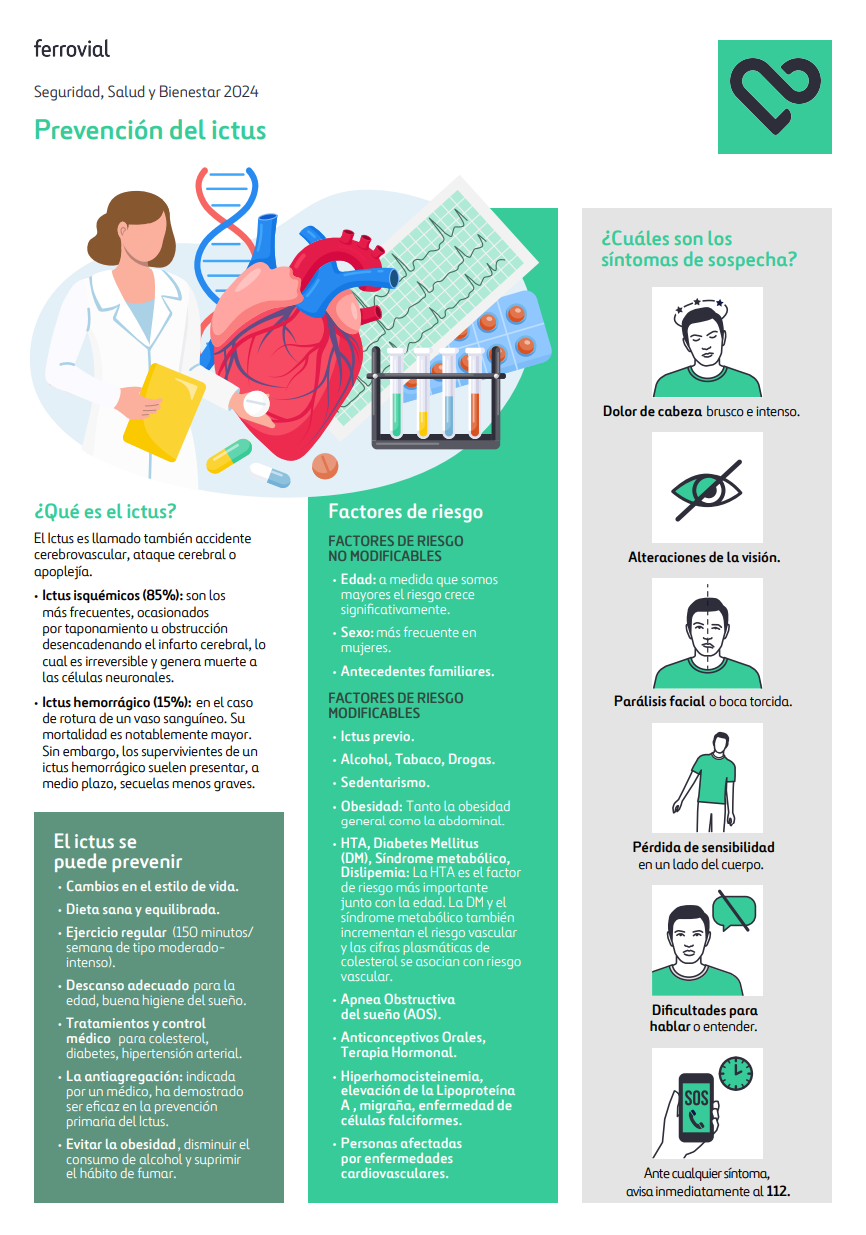 ferrovial
Seguridad, Salud y Bienestar 2024
Prevención del ictus
¿Qué es el ictus?
El Ictus es llamado también accidente
cerebrovascular, ataque cerebral o
apoplejía.
• Ictus isquémicos (85%): son los
más frecuentes, ocasionados
por taponamiento u obstrucción
desencadenando el infarto cerebral, lo
cual es irreversible y genera muerte a
las células neuronales.
• Ictus hemorrágico (15%): en el caso
de rotura de un vaso sanguíneo. Su
mortalidad es notablemente mayor.
Sin embargo, los supervivientes de un
ictus hemorrágico suelen presentar, a
medio plazo, secuelas menos graves.
El ictus se
puede prevenir
• Cambios en el estilo de vida.
• Dieta sana y equilibrada.
• Ejercicio regular (150 minutos/
semana de tipo moderado-
intenso).
• Descanso adecuado para la
edad, buena higiene del sueño.
• Tratamientos y control
médico para colesterol,
diabetes, hipertensión arterial.
• La antiagregación: indicada
por un médico, ha demostrado
ser eficaz en la prevención
primaria del Ictus.
• Evitar la obesidad, disminuir el
consumo de alcohol y suprimir
el hábito de fumar.
Factores de riesgo
FACTORES DE RIESGO
NO MODIFICABLES
• Edad: a medida que somos
mayores el riesgo crece
significativamente.
• Sexo: más frecuente en
mujeres.
• Antecedentes familiares.
FACTORES DE RIESGO
MODIFICABLES
• Ictus previo.
• Alcohol, Tabaco, Drogas.
• Sedentarismo.
• Obesidad: Tanto la obesidad
general como la abdominal.
• HTA, Diabetes Mellitus
(DM), Síndrome metabólico,
Dislipemia: La HTA es el factor
de riesgo más importante
junto con la edad. La DM y el
síndrome metabólico también
incrementan el riesgo vascular
y las cifras plasmáticas de
colesterol se asocian con riesgo
vascular.
• Apnea Obstructiva
del sueño (AOS).
• Anticonceptivos Orales,
Terapia Hormonal.
• Hiperhomocisteinemia,
elevación de la Lipoproteína
A , migraña, enfermedad de
células falciformes.
• Personas afectadas
por enfermedades
cardiovasculares.
¿Cuáles son los
síntomas de sospecha?
Dolor de cabeza brusco e intenso.
Alteraciones de la visión.
Parálisis facial o boca torcida.
Pérdida de sensibilidad
en un lado del cuerpo.
Dificultades para
hablar o entender.
SOS
Ante cualquier síntoma,
avisa inmediatamente al 112.